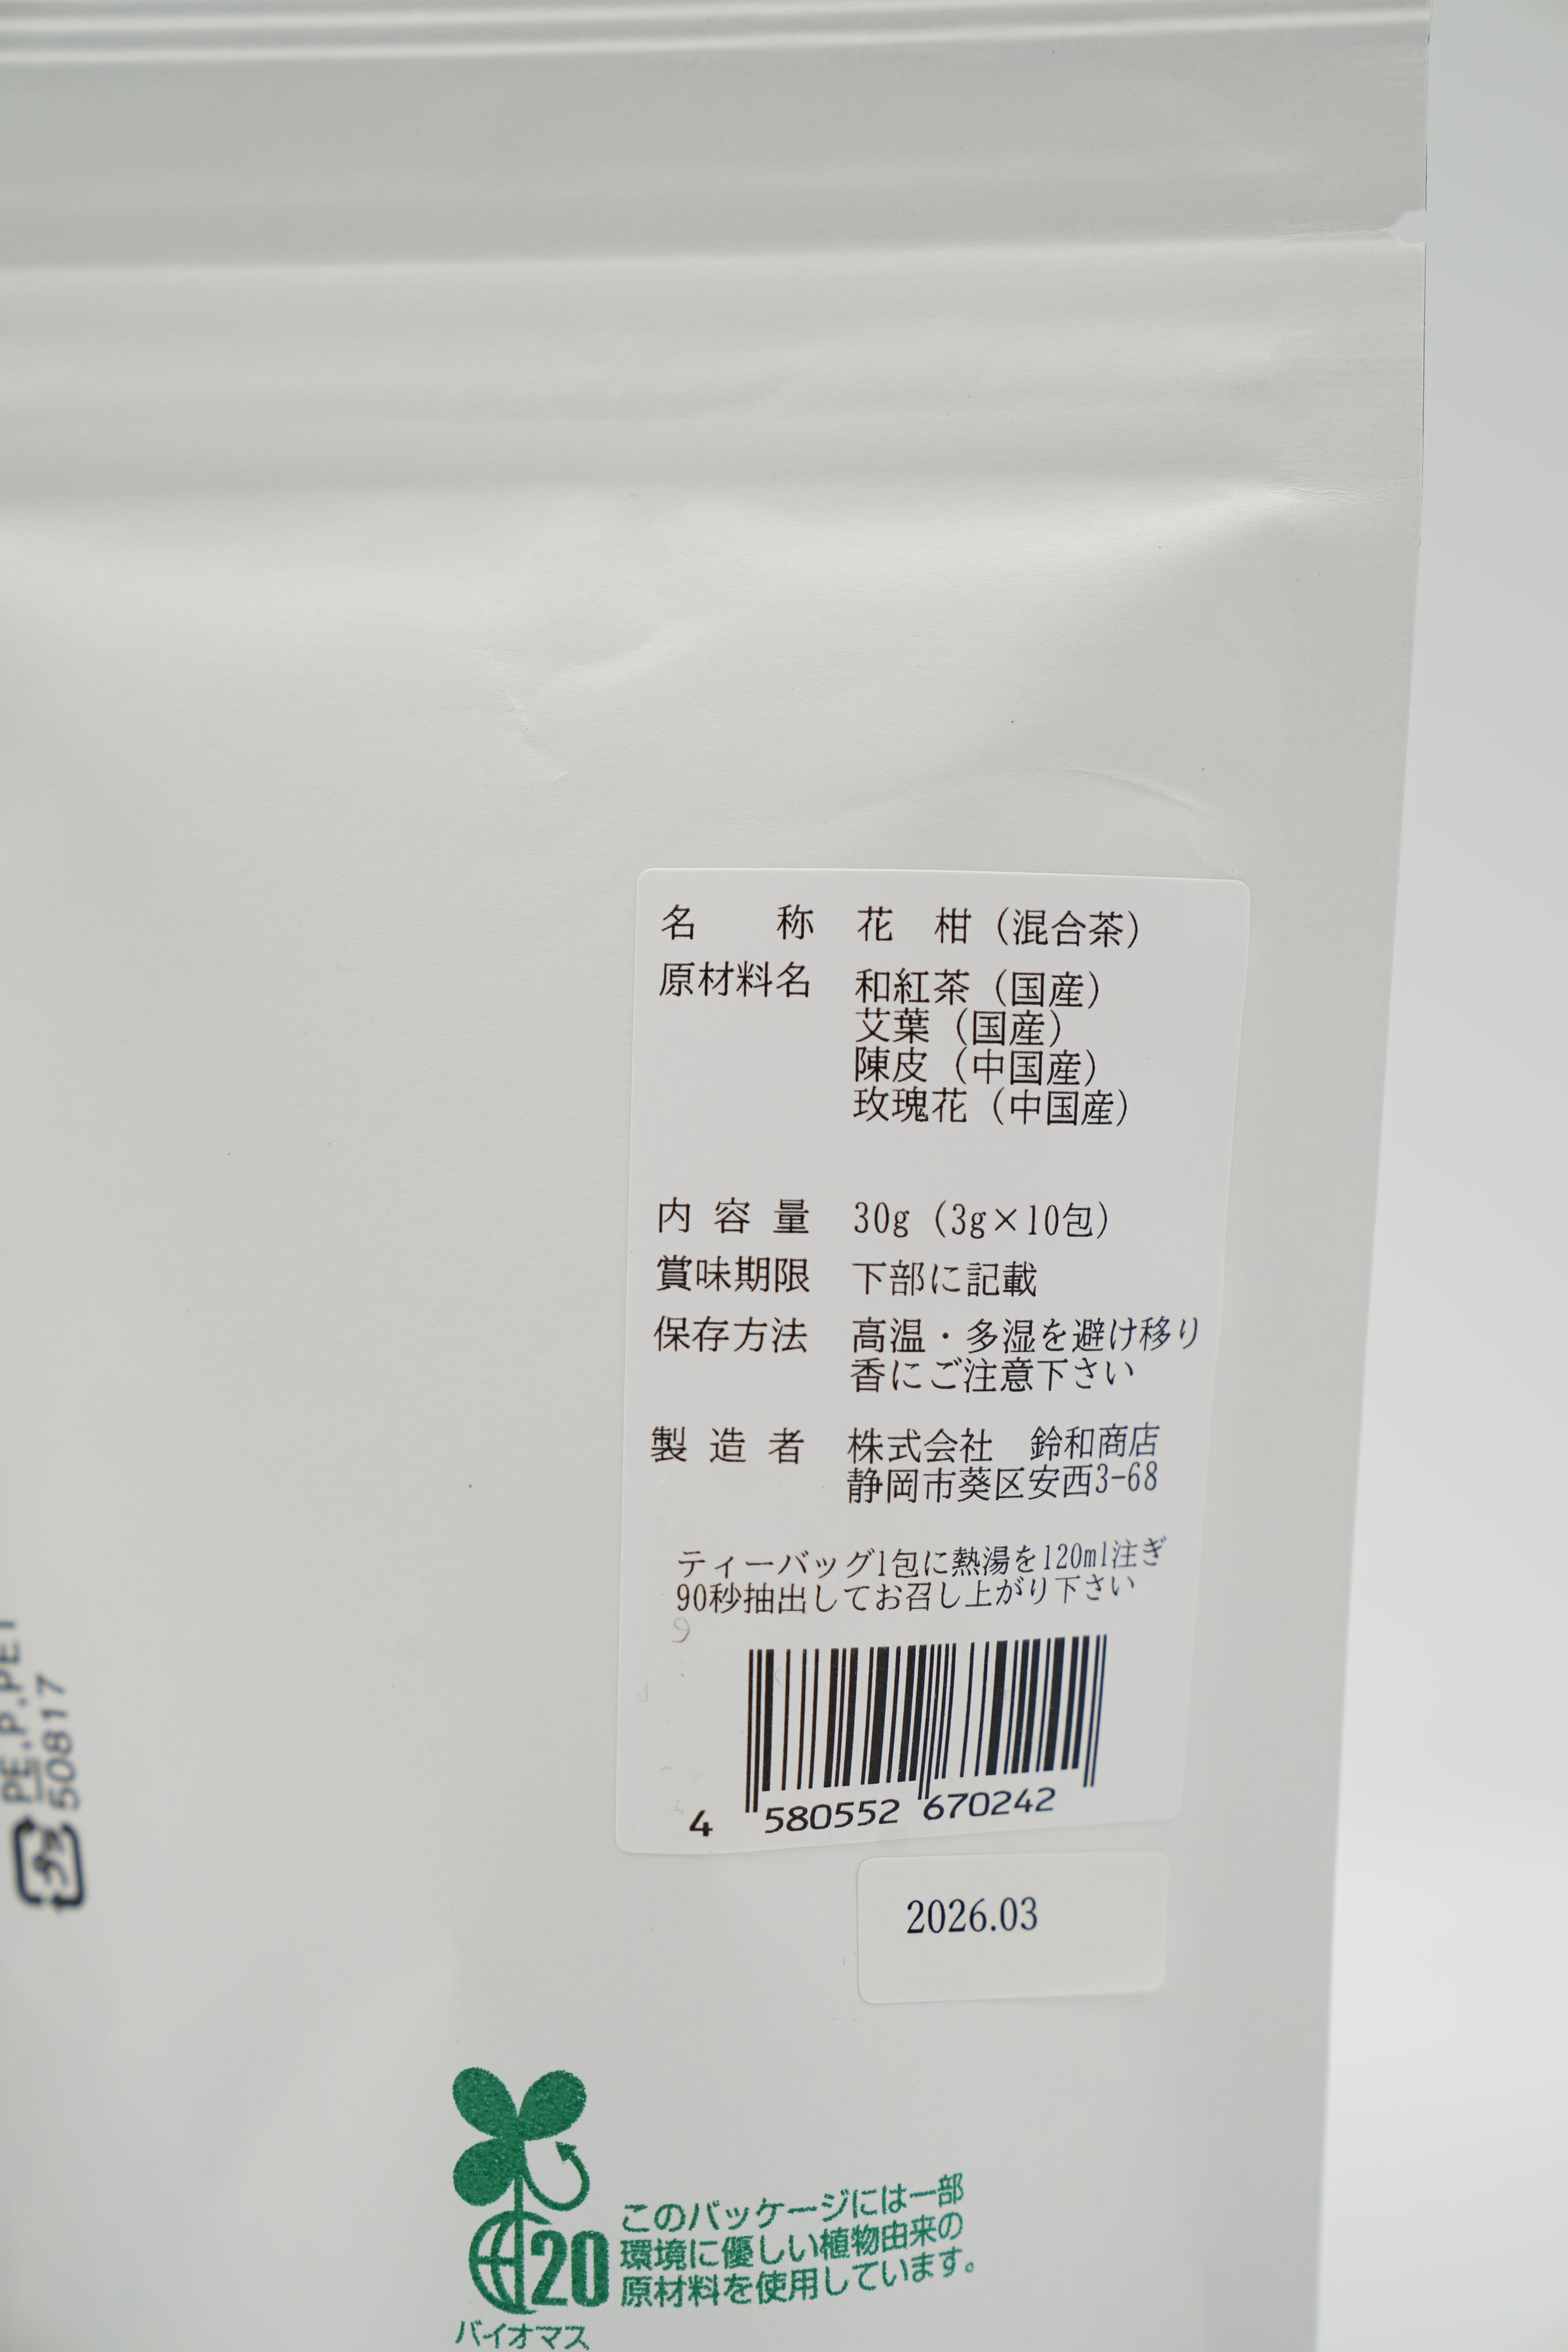 名　　称　花　柑（混合茶）
原材料名　和紅茶（国産）
艾葉（国産）
陳皮（中国産）
玫瑰花（中国産）
内 容 量　30g（3g×10包）
賞味期限　下部に記載
保存方法　高温・多湿を避け移り
香にご注意下さい
製 造 者　株式会社　鈴和商店
静岡市葵区安西3-68
ティーバッグ1包に熱湯を120ml注ぎ
90秒抽出してお召し上がり下さい
4 580552 670242
2026.03
PE,P,PET
50817
20
バイオマス
このパッケージには一部
環境に優しい植物由来の
原材料を使用しています。